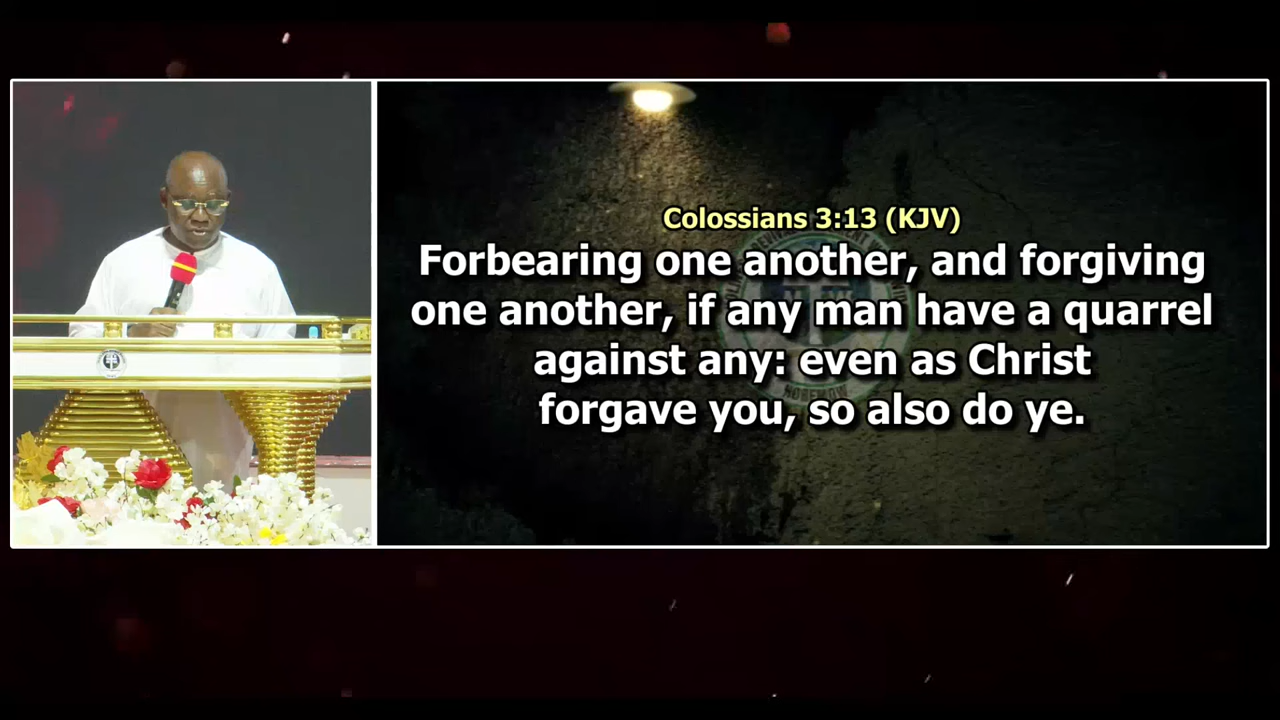 Colossians 3:13 (KJV)
Forbearing one another, and forgiving
one another, if any man have a quarrel
against any: even as Christ
forgave you, so also do ye.